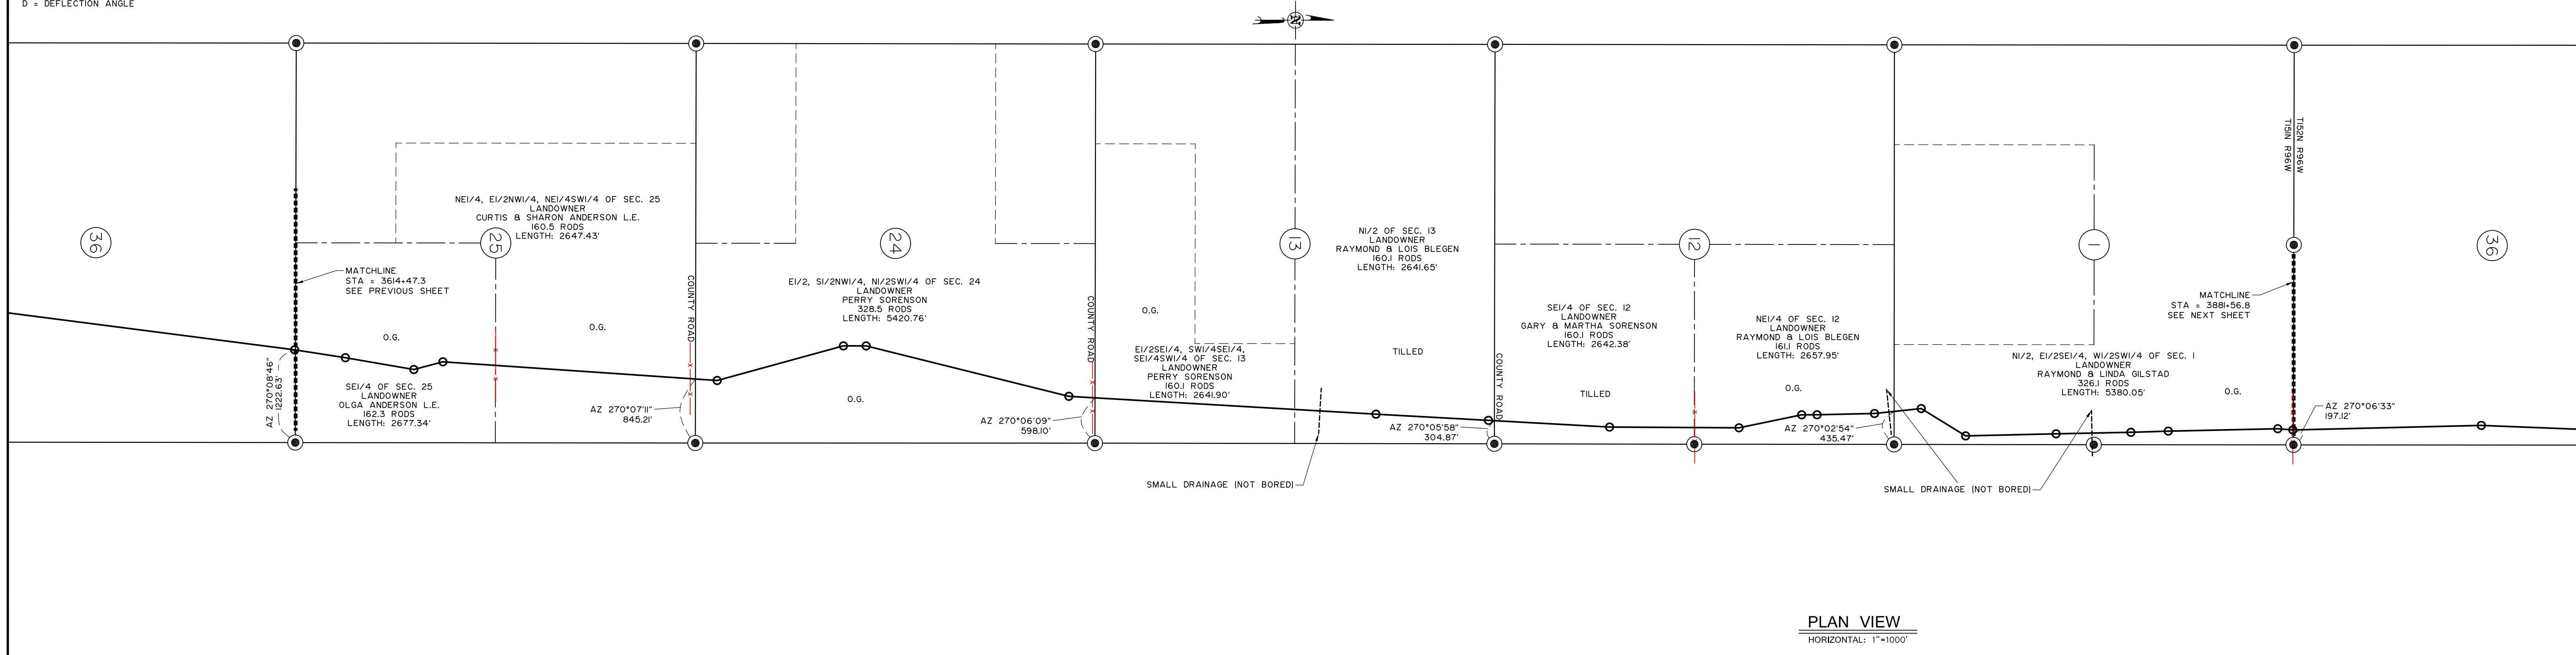 D = DEFLECTION ANGLE
N
36
MATCHLINE
STA = 3614+47.3
SEE PREVIOUS SHEET
AZ 270°08'46"
1222.63'
O.G.
SE1/4 OF SEC. 25
LANDOWNER
OLGA ANDERSON L.E.
162.3 RODS
LENGTH: 2677.34'
NE1/4, E1/2NW1/4, NE1/4SW1/4 OF SEC. 25
LANDOWNER
CURTIS & SHARON ANDERSON L.E.
160.5 RODS
LENGTH: 2647.43'
25
O.G.
COUNTY ROAD
AZ 270°07'11"
845.21'
24
E1/2, S1/2NW1/4, N1/2SW1/4 OF SEC. 24
LANDOWNER
PERRY SORENSON
328.5 RODS
LENGTH: 5420.76'
O.G.
COUNTY ROAD
AZ 270°06'09"
598.10'
O.G.
E1/2SE1/4, SW1/4SE1/4,
SE1/4SW1/4 OF SEC. 13
LANDOWNER
PERRY SORENSON
160.1 RODS
LENGTH: 2641.90'
13
SMALL DRAINAGE (NOT BORED)
N1/2 OF SEC. 13
LANDOWNER
RAYMOND & LOIS BLEGEN
160.1 RODS
LENGTH: 2641.65'
TILLED
AZ 270°05'58"
304.87'
COUNTY ROAD
SE1/4 OF SEC. 12
LANDOWNER
GARY & MARTHA SORENSON
160.1 RODS
LENGTH: 2642.38'
TILLED
12
NE1/4 OF SEC. 12
LANDOWNER
RAYMOND & LOIS BLEGEN
161.1 RODS
LENGTH: 2657.95'
O.G.
AZ 270°02'54"
435.47'
SMALL DRAINAGE (NOT BORED)
1
N1/2, E1/2SE1/4, W1/2SW1/4 OF SEC. 1
LANDOWNER
RAYMOND & LINDA GILSTAD
326.1 RODS
LENGTH: 5380.05'
O.G.
T152N R96W
T151N R96W
MATCHLINE
STA = 3881+56.8
SEE NEXT SHEET
AZ 270°06'33"
197.12'
36
PLAN VIEW
HORIZONTAL: 1"=1000'